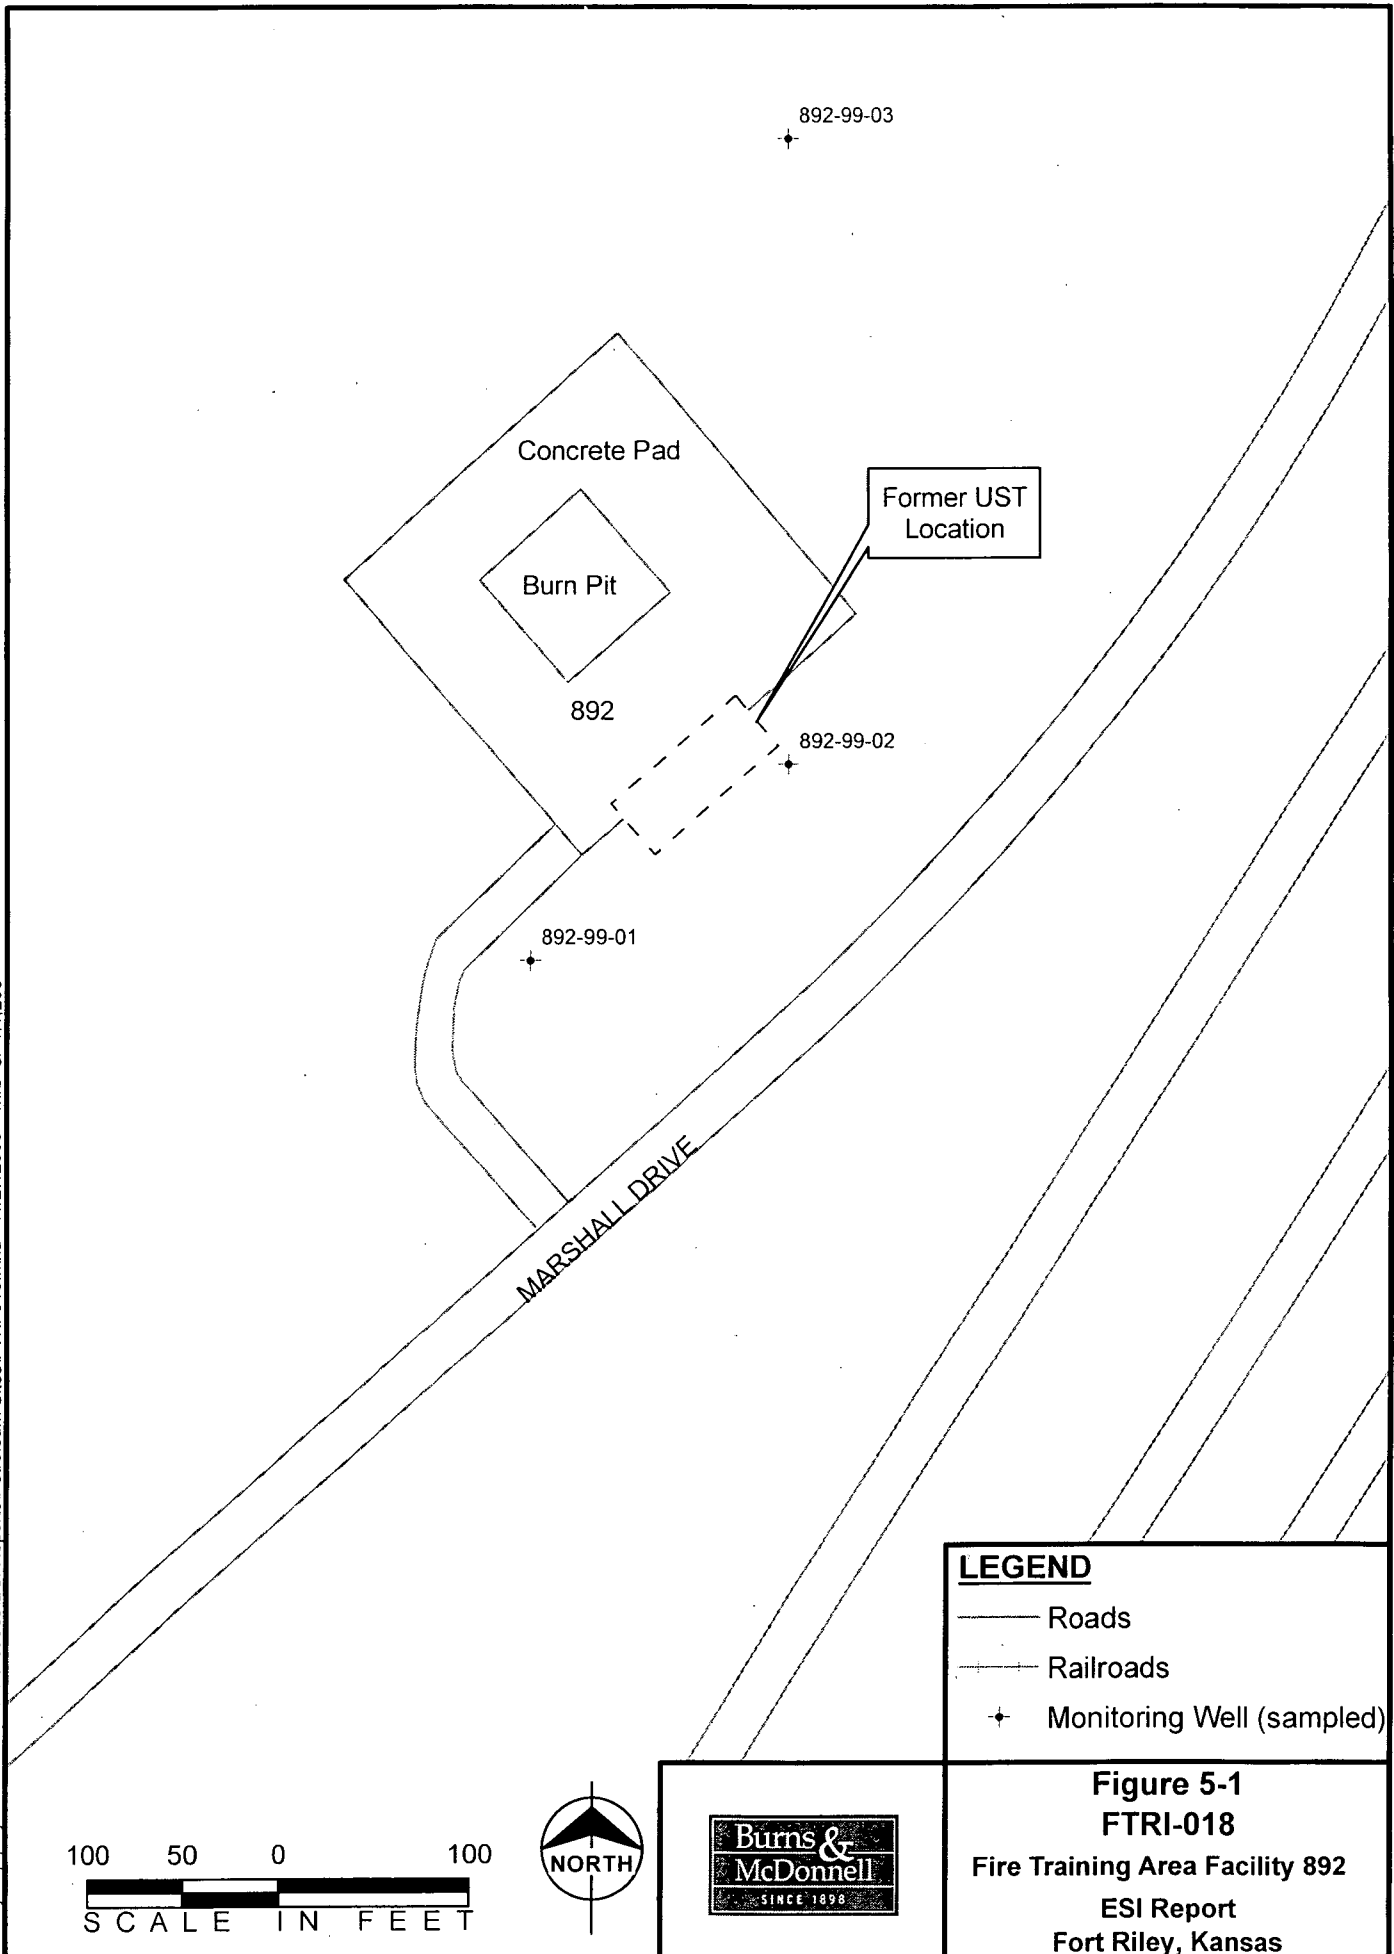 892-99-03
Concrete Pad
Former UST
Location
Burn Pit
892
892-99-02
892-99-01
MARSHALL DRIVE
LEGEND
Roads
Railroads
Monitoring Well (sampled)
100 50 0 100
SCALE IN FEET
NORTH
Burns &
McDonnell
SINCE 1898
Figure 5-1
FTRI-018
Fire Training Area Facility 892
ESI Report
Fort Riley, Kansas